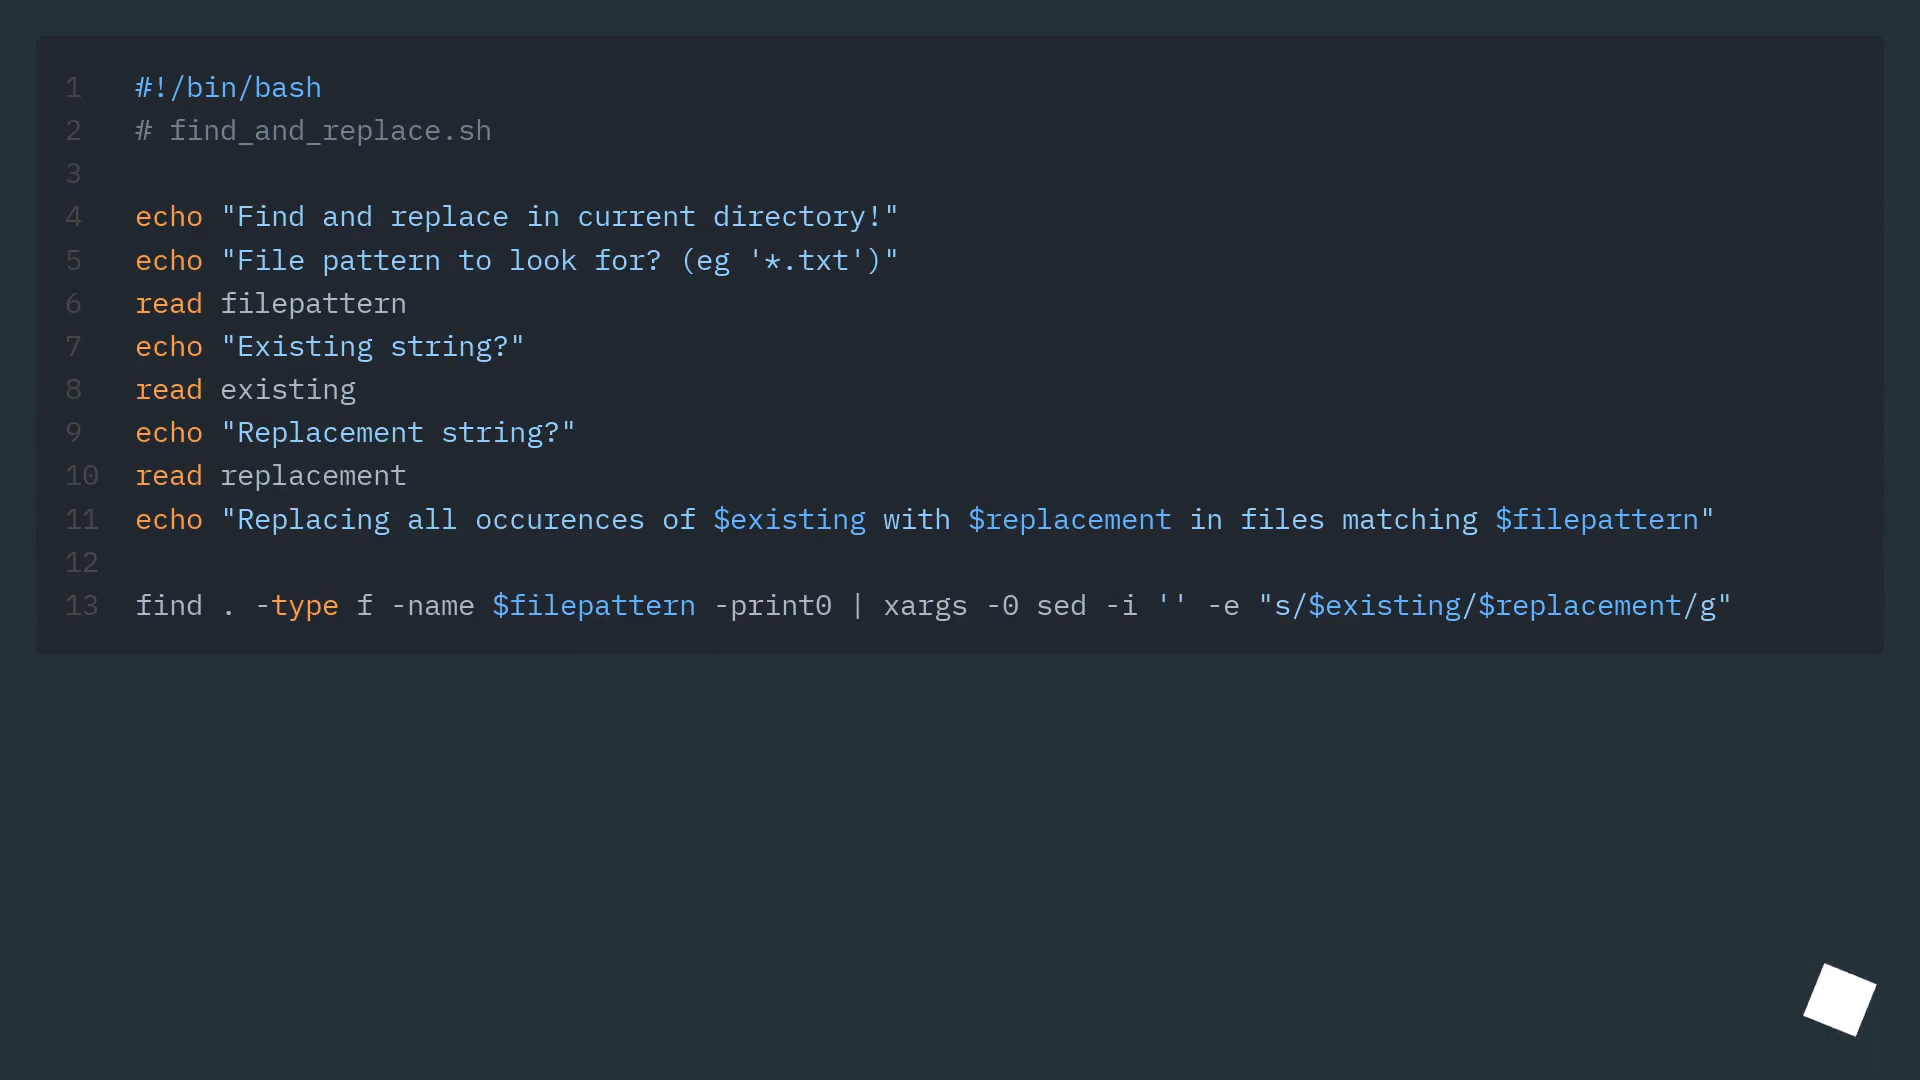 1 #!/bin/bash
2 # find_and_replace.sh
3
4 echo "Find and replace in current directory!"
5 echo "File pattern to look for? (eg '*.txt')"
6 read filepattern
7 echo "Existing string?"
8 read existing
9 echo "Replacement string?"
10 read replacement
11 echo "Replacing all occurences of $existing with $replacement in files matching $filepattern"
12
13 find . -type f -name $filepattern -print0 | xargs -0 sed -i '' -e "s/$existing/$replacement/g"